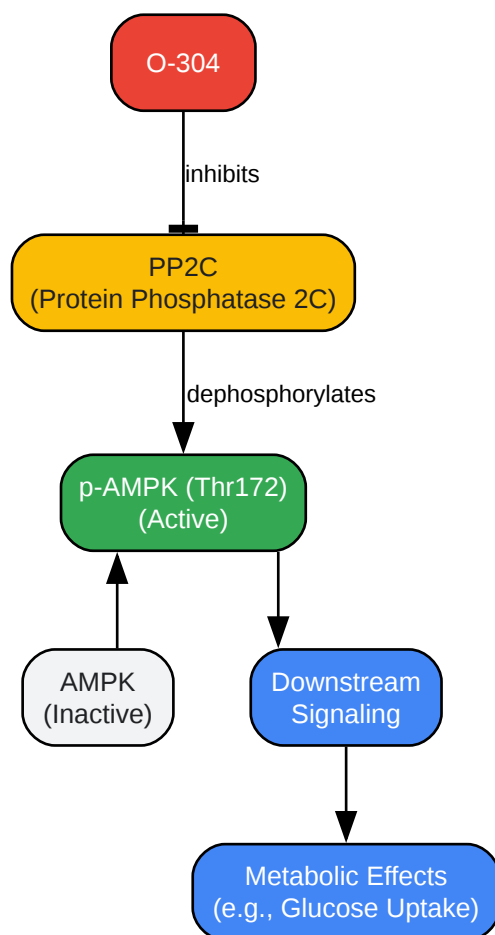 O-304
inhibits
PP2C
(Protein Phosphatase 2C)
dephosphorylates
p-AMPK (Thr172)
(Active)
AMPK
(Inactive)
Downstream
Signaling
Metabolic Effects
(e.g., Glucose Uptake)